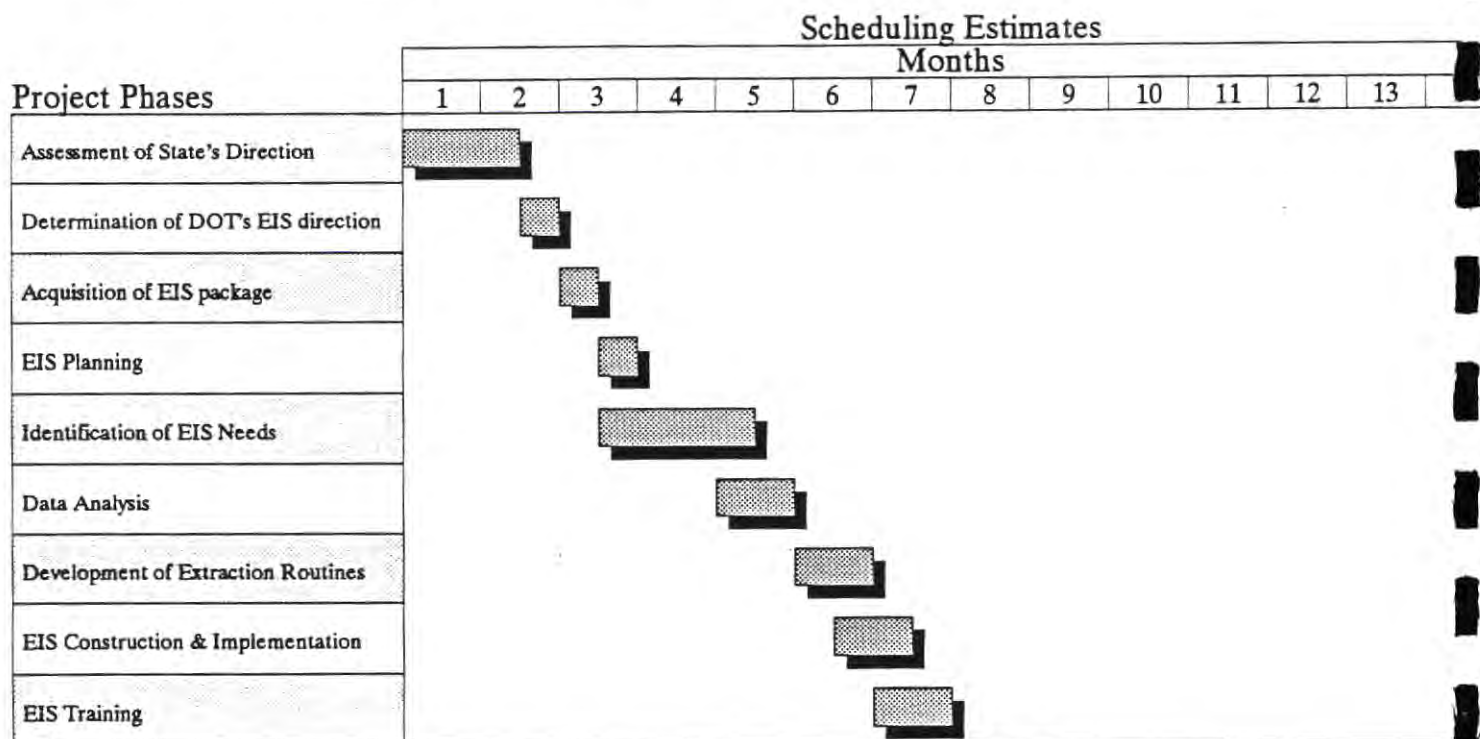 Scheduling Estimates
Months
Project Phases 1 2 3 4 5 6 7 8 9 10 11 12 13
Assessment of State's Direction
Determination of DOT's EIS direction
Acquisition of EIS package
EIS Planning
Identification of EIS Needs
Data Analysis
Development of Extraction Routines
EIS Construction & Implementation
EIS Training